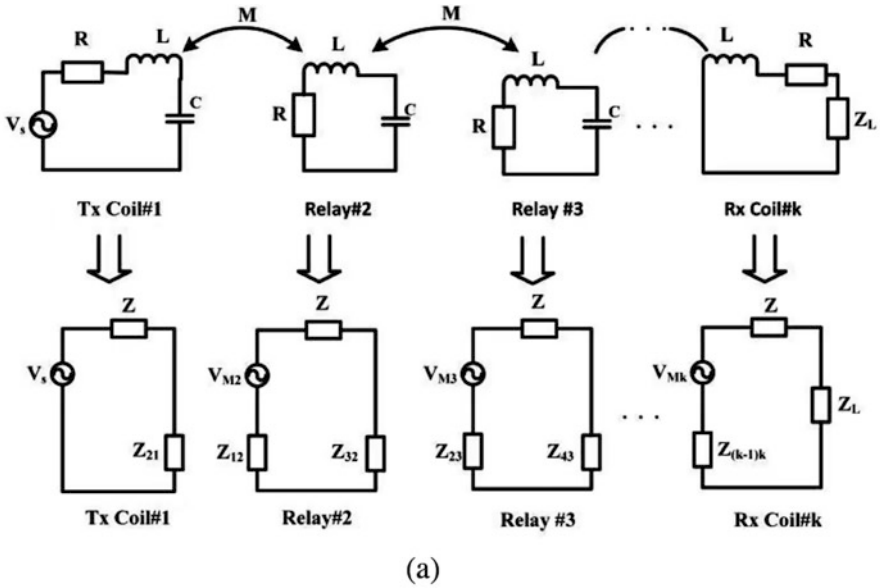 M M
R L L L L R
V_s C R C R C . . . Z_L
Tx Coil#1 Relay#2 Relay #3 Rx Coil#k
Z Z Z Z
V_s V_M2 V_M3 V_Mk Z_L
Z_21 Z_12 Z_32 Z_23 Z_43 . . . Z_(k-1)k
Tx Coil#1 Relay#2 Relay #3 Rx Coil#k
(a)